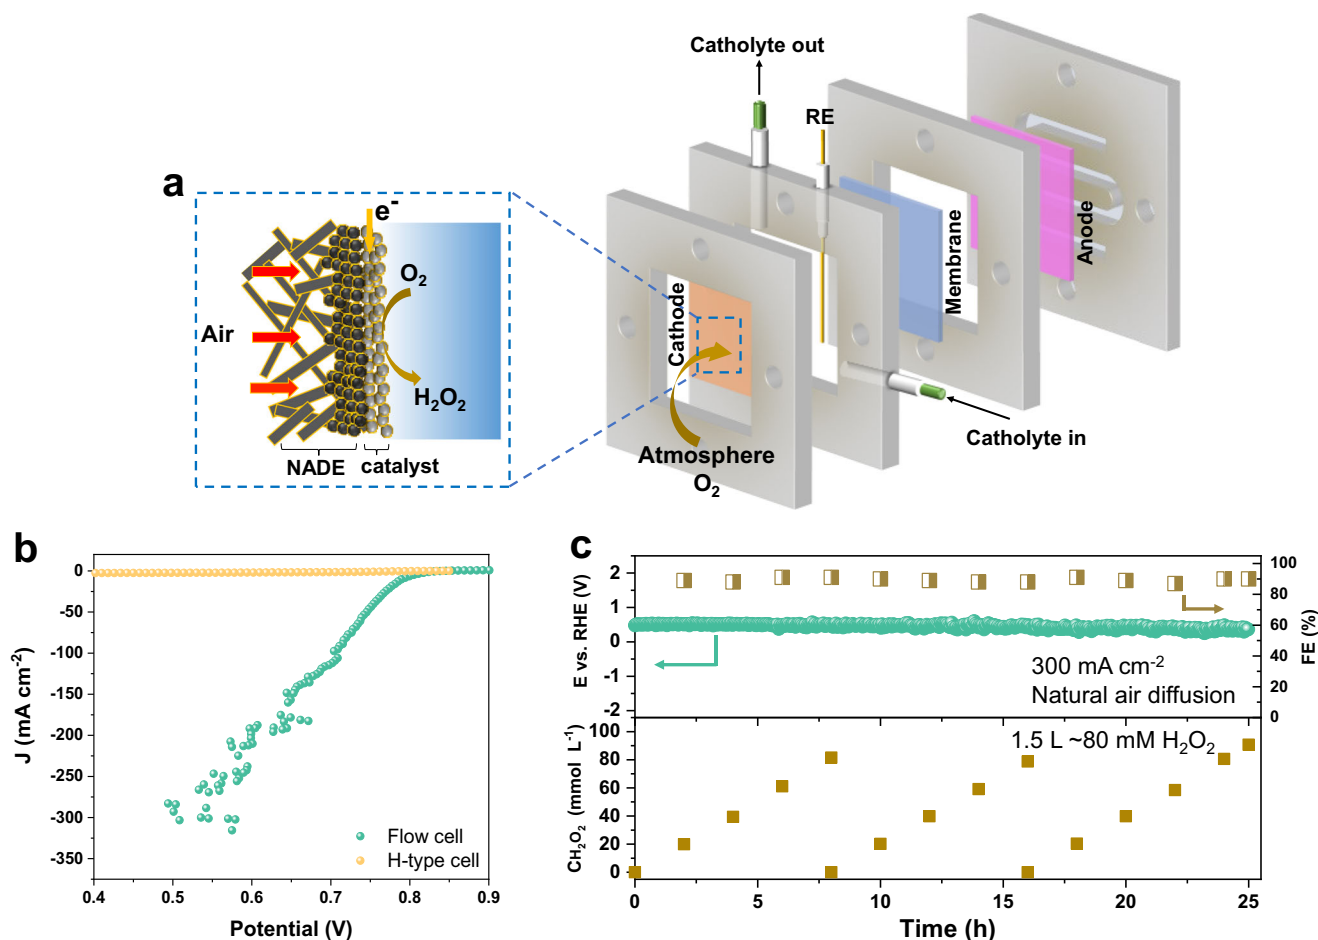 a
Catholyte out
RE
e-
O2
Air
H2O2
NADE
catalyst
Cathode
Membrane
Anode
Atmosphere
O2
Catholyte in
b
J (mA cm-2)
0
-50
-100
-150
-200
-250
-300
-350
Flow cell
H-type cell
0.4
0.5
0.6
0.7
0.8
0.9
Potential (V)
c
E vs. RHE (V)
2
1
0
-1
-2
100
80
60
40
20
0
FE (%)
300 mA cm-2
Natural air diffusion
CH2O2 (mmol L-1)
100
80
60
40
20
0
1.5 L ~80 mM H2O2
0
5
10
15
20
25
Time (h)